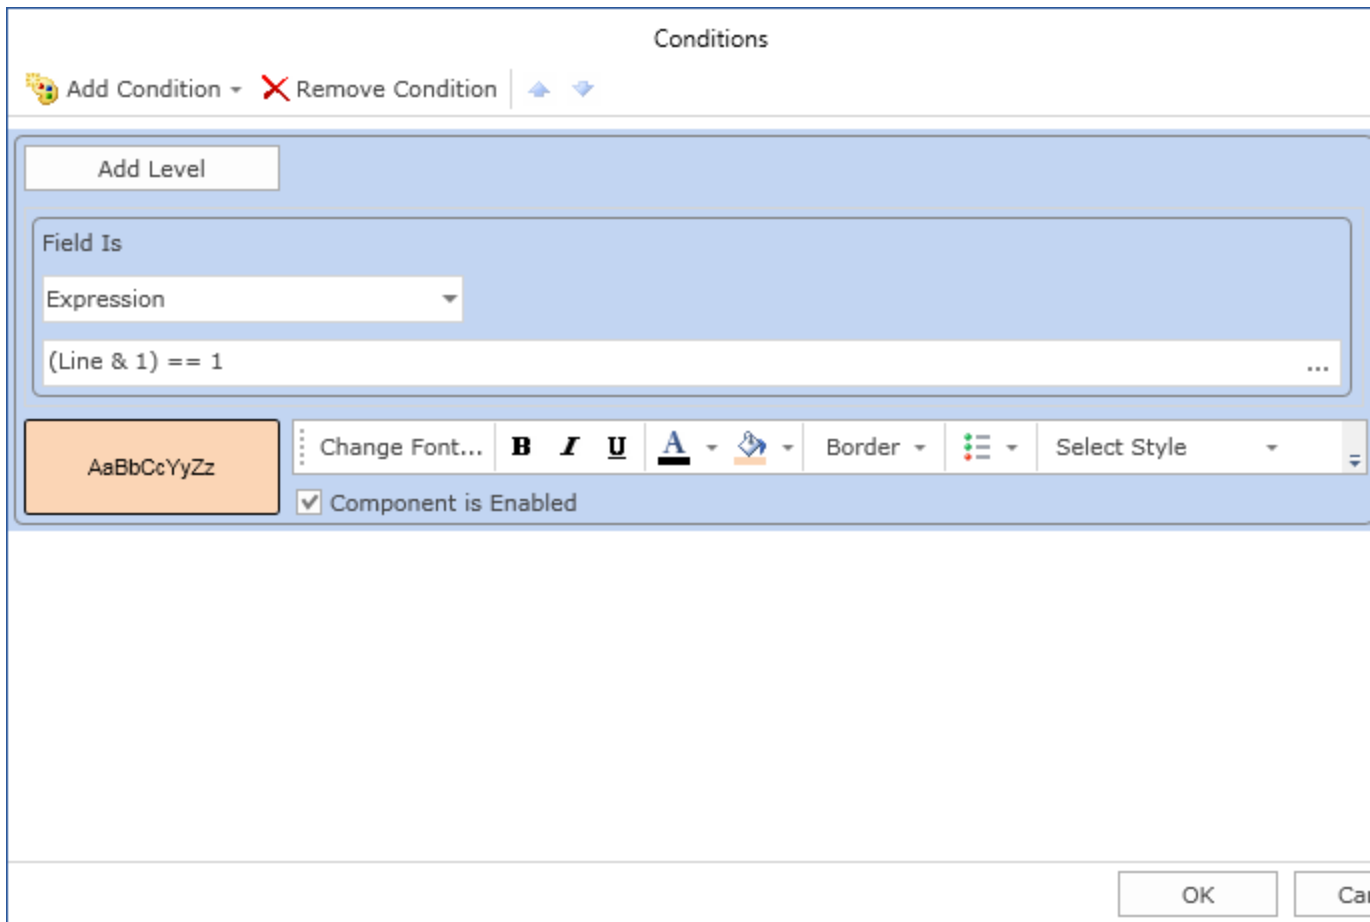 Conditions
Add Condition Remove Condition
Add Level
Field Is
Expression
(Line & 1) == 1 ...
AaBbCcYyZz
Change Font... B I U A Border Select Style
Component is Enabled
OK